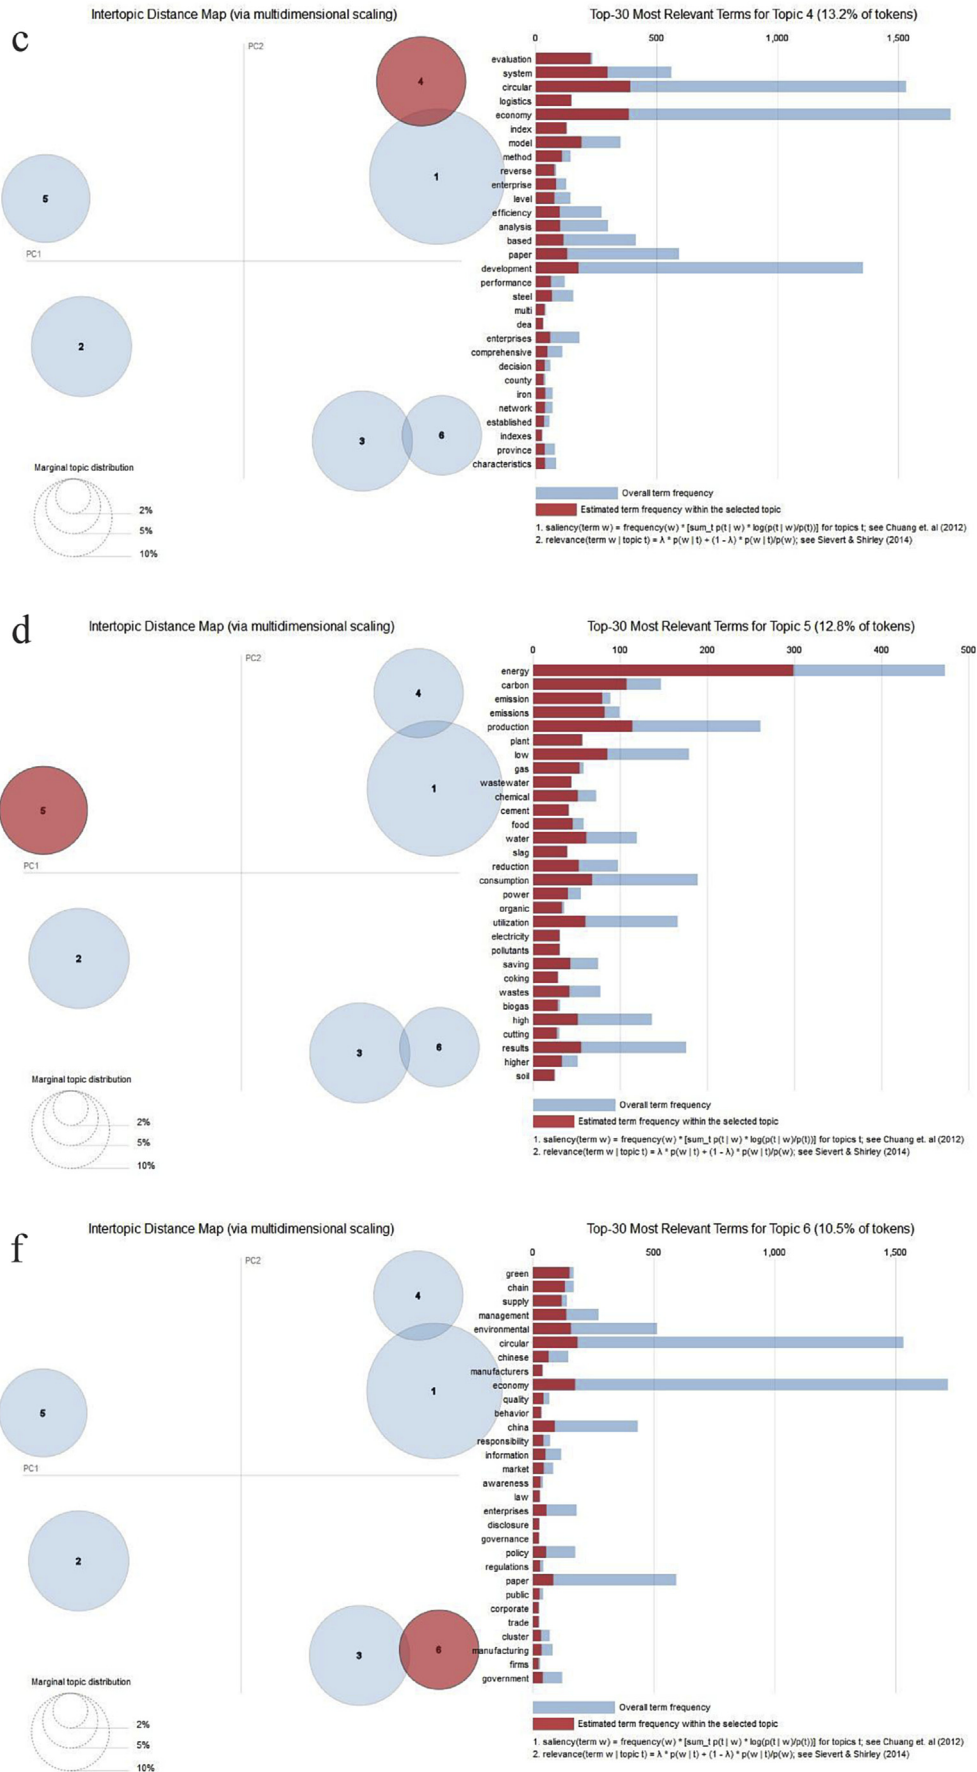 c
Intertopic Distance Map (via multidimensional scaling)
PC2
4
1
5
PC1
2
3
6
Marginal topic distribution
2%
5%
10%
Top-30 Most Relevant Terms for Topic 4 (13.2% of tokens)
0 500 1,000 1,500
evaluation
system
circular
logistics
economy
index
model
method
reverse
enterprise
level
efficiency
analysis
based
paper
development
performance
steel
multi
dea
enterprises
comprehensive
decision
county
iron
network
established
indexes
province
characteristics
Overall term frequency
Estimated term frequency within the selected topic
1. saliency(term w) = frequency(w) * [sum_t p(t | w) * log(p(t | w)/p(t))] for topics t; see Chuang et. al (2012)
2. relevance(term w | topic t) = λ * p(w | t) + (1 - λ) * p(w | t)/p(w); see Sievert & Shirley (2014)
d
Intertopic Distance Map (via multidimensional scaling)
PC2
4
1
5
PC1
2
3
6
Marginal topic distribution
2%
5%
10%
Top-30 Most Relevant Terms for Topic 5 (12.8% of tokens)
0 100 200 300 400 500
energy
carbon
emission
emissions
production
plant
low
gas
wastewater
chemical
cement
food
water
slag
reduction
consumption
power
organic
utilization
electricity
pollutants
saving
coking
wastes
biogas
high
cutting
results
higher
soil
Overall term frequency
Estimated term frequency within the selected topic
1. saliency(term w) = frequency(w) * [sum_t p(t | w) * log(p(t | w)/p(t))] for topics t; see Chuang et. al (2012)
2. relevance(term w | topic t) = λ * p(w | t) + (1 - λ) * p(w | t)/p(w); see Sievert & Shirley (2014)
f
Intertopic Distance Map (via multidimensional scaling)
PC2
4
1
5
PC1
2
3
6
Marginal topic distribution
2%
5%
10%
Top-30 Most Relevant Terms for Topic 6 (10.5% of tokens)
0 500 1,000 1,500
green
chain
supply
management
environmental
circular
chinese
manufacturers
economy
quality
behavior
china
responsibility
information
market
awareness
law
enterprises
disclosure
governance
policy
regulations
paper
public
corporate
trade
cluster
manufacturing
firms
government
Overall term frequency
Estimated term frequency within the selected topic
1. saliency(term w) = frequency(w) * [sum_t p(t | w) * log(p(t | w)/p(t))] for topics t; see Chuang et. al (2012)
2. relevance(term w | topic t) = λ * p(w | t) + (1 - λ) * p(w | t)/p(w); see Sievert & Shirley (2014)